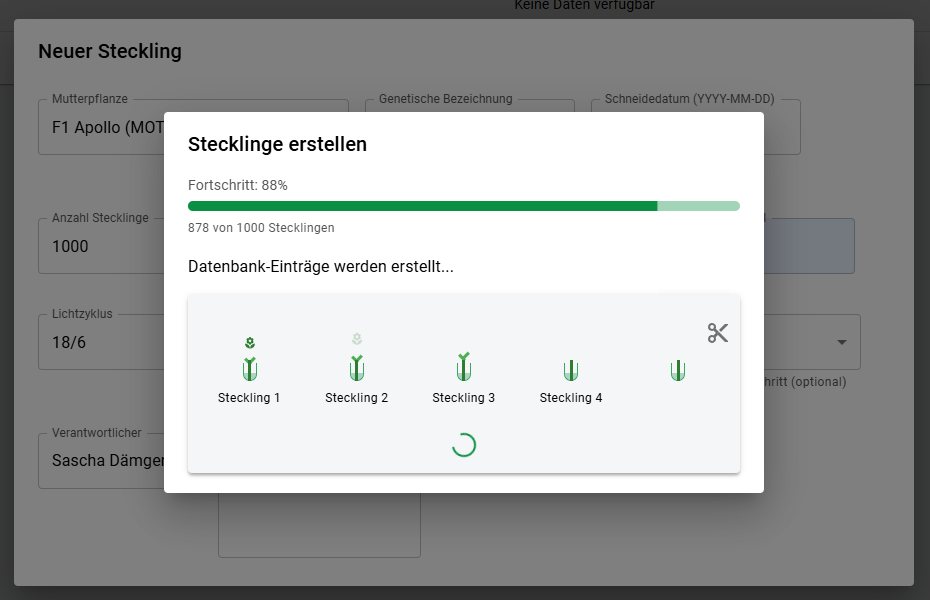 Keine Daten verfügbar
Neuer Steckling
Mutterpflanze
Genetische Bezeichnung
Schneidedatum (YYYY-MM-DD)
F1 Apollo (MOT
Stecklinge erstellen
Fortschritt: 88%
Anzahl Stecklinge
878 von 1000 Stecklingen
1000
Datenbank-Einträge werden erstellt...
Lichtzyklus
18/6
hritt (optional)
Steckling 1
Steckling 2
Steckling 3
Steckling 4
Verantwortlicher
Sascha Dämger